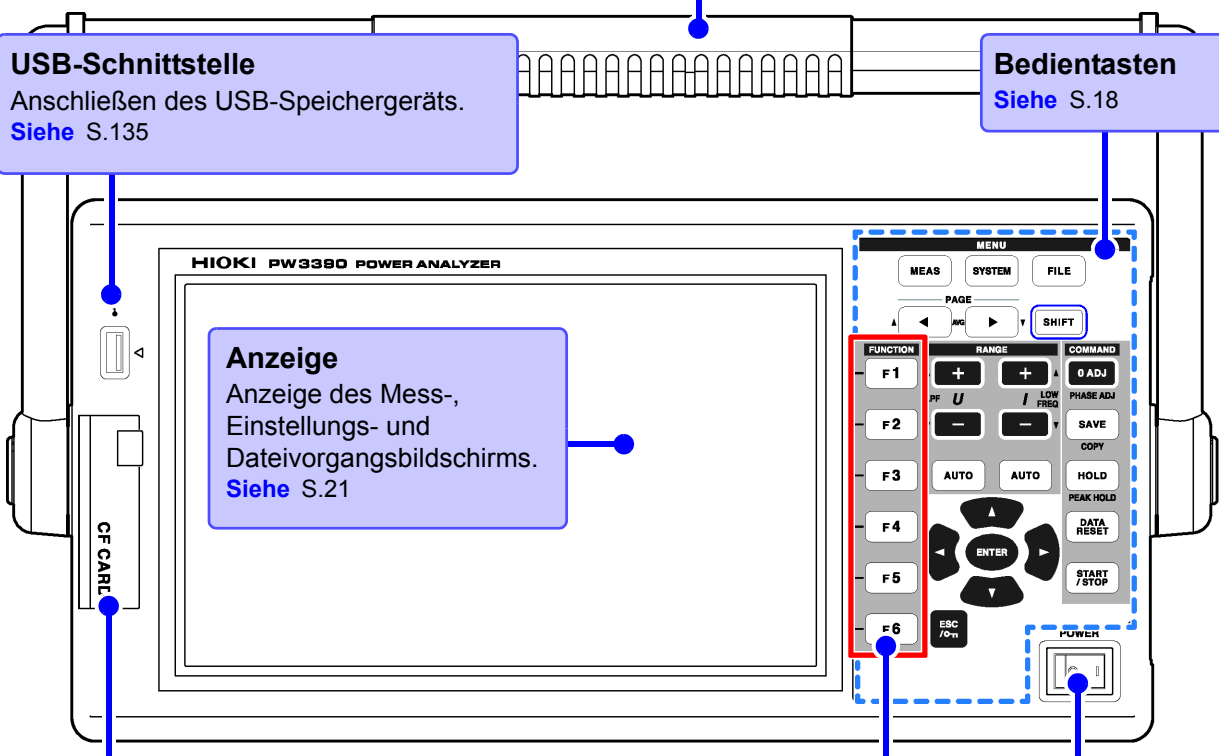 USB-Schnittstelle
Anschließen des USB-Speichergeräts.
Siehe S.135
Bedientasten
Siehe S.18
HIOKI PW3390 POWER ANALYZER
Anzeige
Anzeige des Mess-,
Einstellungs- und
Dateivorgangsbildschirms.
Siehe S.21
CF CARD
MENU
MEAS SYSTEM FILE
PAGE
AVG
SHIFT
FUNCTION RANGE COMMAND
F1 + + 0 ADJ
U I LOW FREQ PHASE ADJ
F2 − − SAVE
COPY
F3 AUTO AUTO HOLD
PEAK HOLD
F4 DATA RESET
ENTER
F5 START /STOP
F6 ESC /
POWER